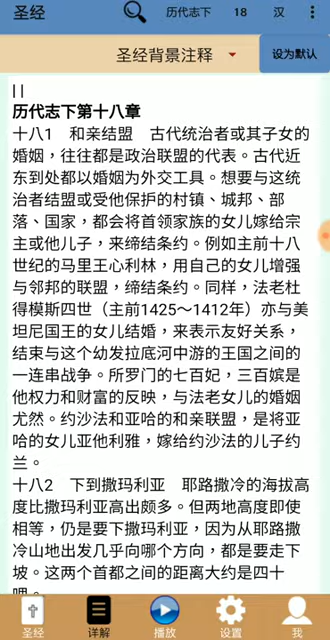 圣经 历代志下 18 汉
圣经背景注释 设为默认
||
历代志下第十八章
十八1 和亲结盟 古代统治者或其子女的
婚姻，往往都是政治联盟的代表。古代近
东到处都以婚姻为外交工具。想要与这统
治者结盟或受他保护的村镇、城邦、部
落、国家，都会将首领家族的女儿嫁给宗
主或他儿子，来缔结条约。例如主前十八
世纪的马里王心利林，用自己的女儿增强
与邻邦的联盟，缔结条约。同样，法老杜
得模斯四世（主前1425～1412年）亦与美
坦尼国王的女儿结婚，来表示友好关系，
结束与这个幼发拉底河中游的王国之间的
一连串战争。所罗门的七百妃，三百嫔是
他权力和财富的反映，与法老女儿的婚姻
尤然。约沙法和亚哈的和亲联盟，是将亚
哈的女儿亚他利雅，嫁给约沙法的儿子约
兰。
十八2 下到撒玛利亚 耶路撒冷的海拔高
度比撒玛利亚高出颇多。但两地高度即使
相等，仍是要下撒玛利亚，因为从耶路撒
冷山地出发几乎向哪个方向，都是要走下
坡。这两个首都之间的距离大约是四十
哩。
圣经 详解 播放 设置 我